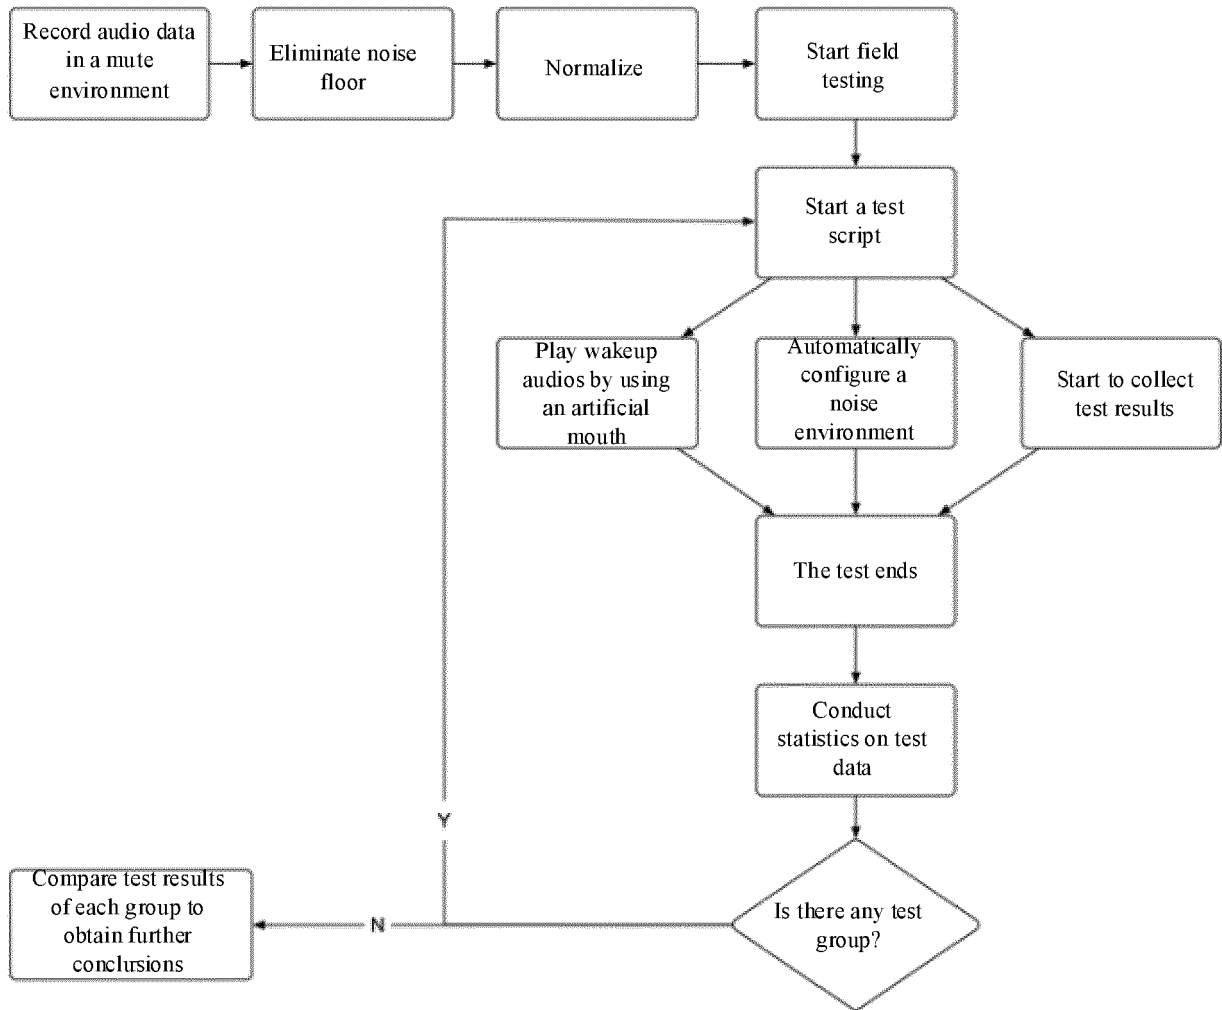 Record audio data
in a mute
environment
Eliminate noise
floor
Normalize
Start field
testing
Start a test
script
Play wakeup
audios by using
an artificial
mouth
Automatically
configure a
noise
environment
Start to collect
test results
The test ends
Conduct
statistics on test
data
Y
Is there any test
group?
N
Compare test results
of each group to
obtain further
conclusions